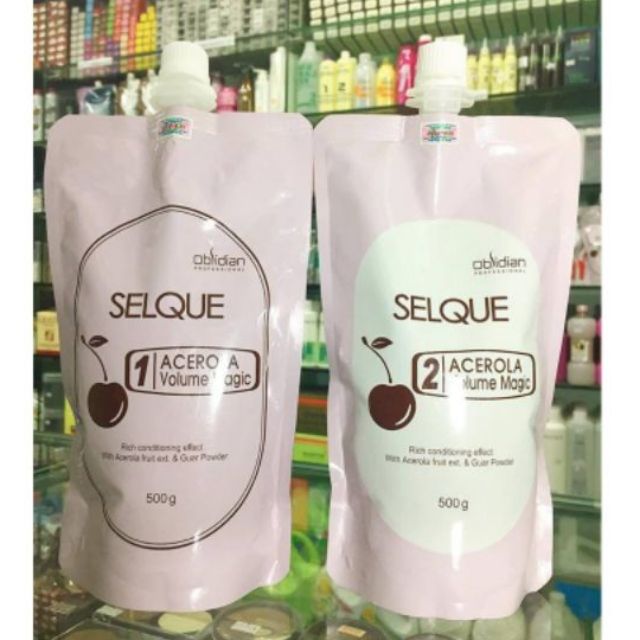 Obsidian
PROFESSIONAL
SELQUE
1 ACEROLA
Volume Magic
Rich conditioning effect
With Acerola fruit ext. & Guar Powder
500g
Obsidian
PROFESSIONAL
SELQUE
2 ACEROLA
Volume Magic
Rich conditioning effect
With Acerola fruit ext. & Guar Powder
500g